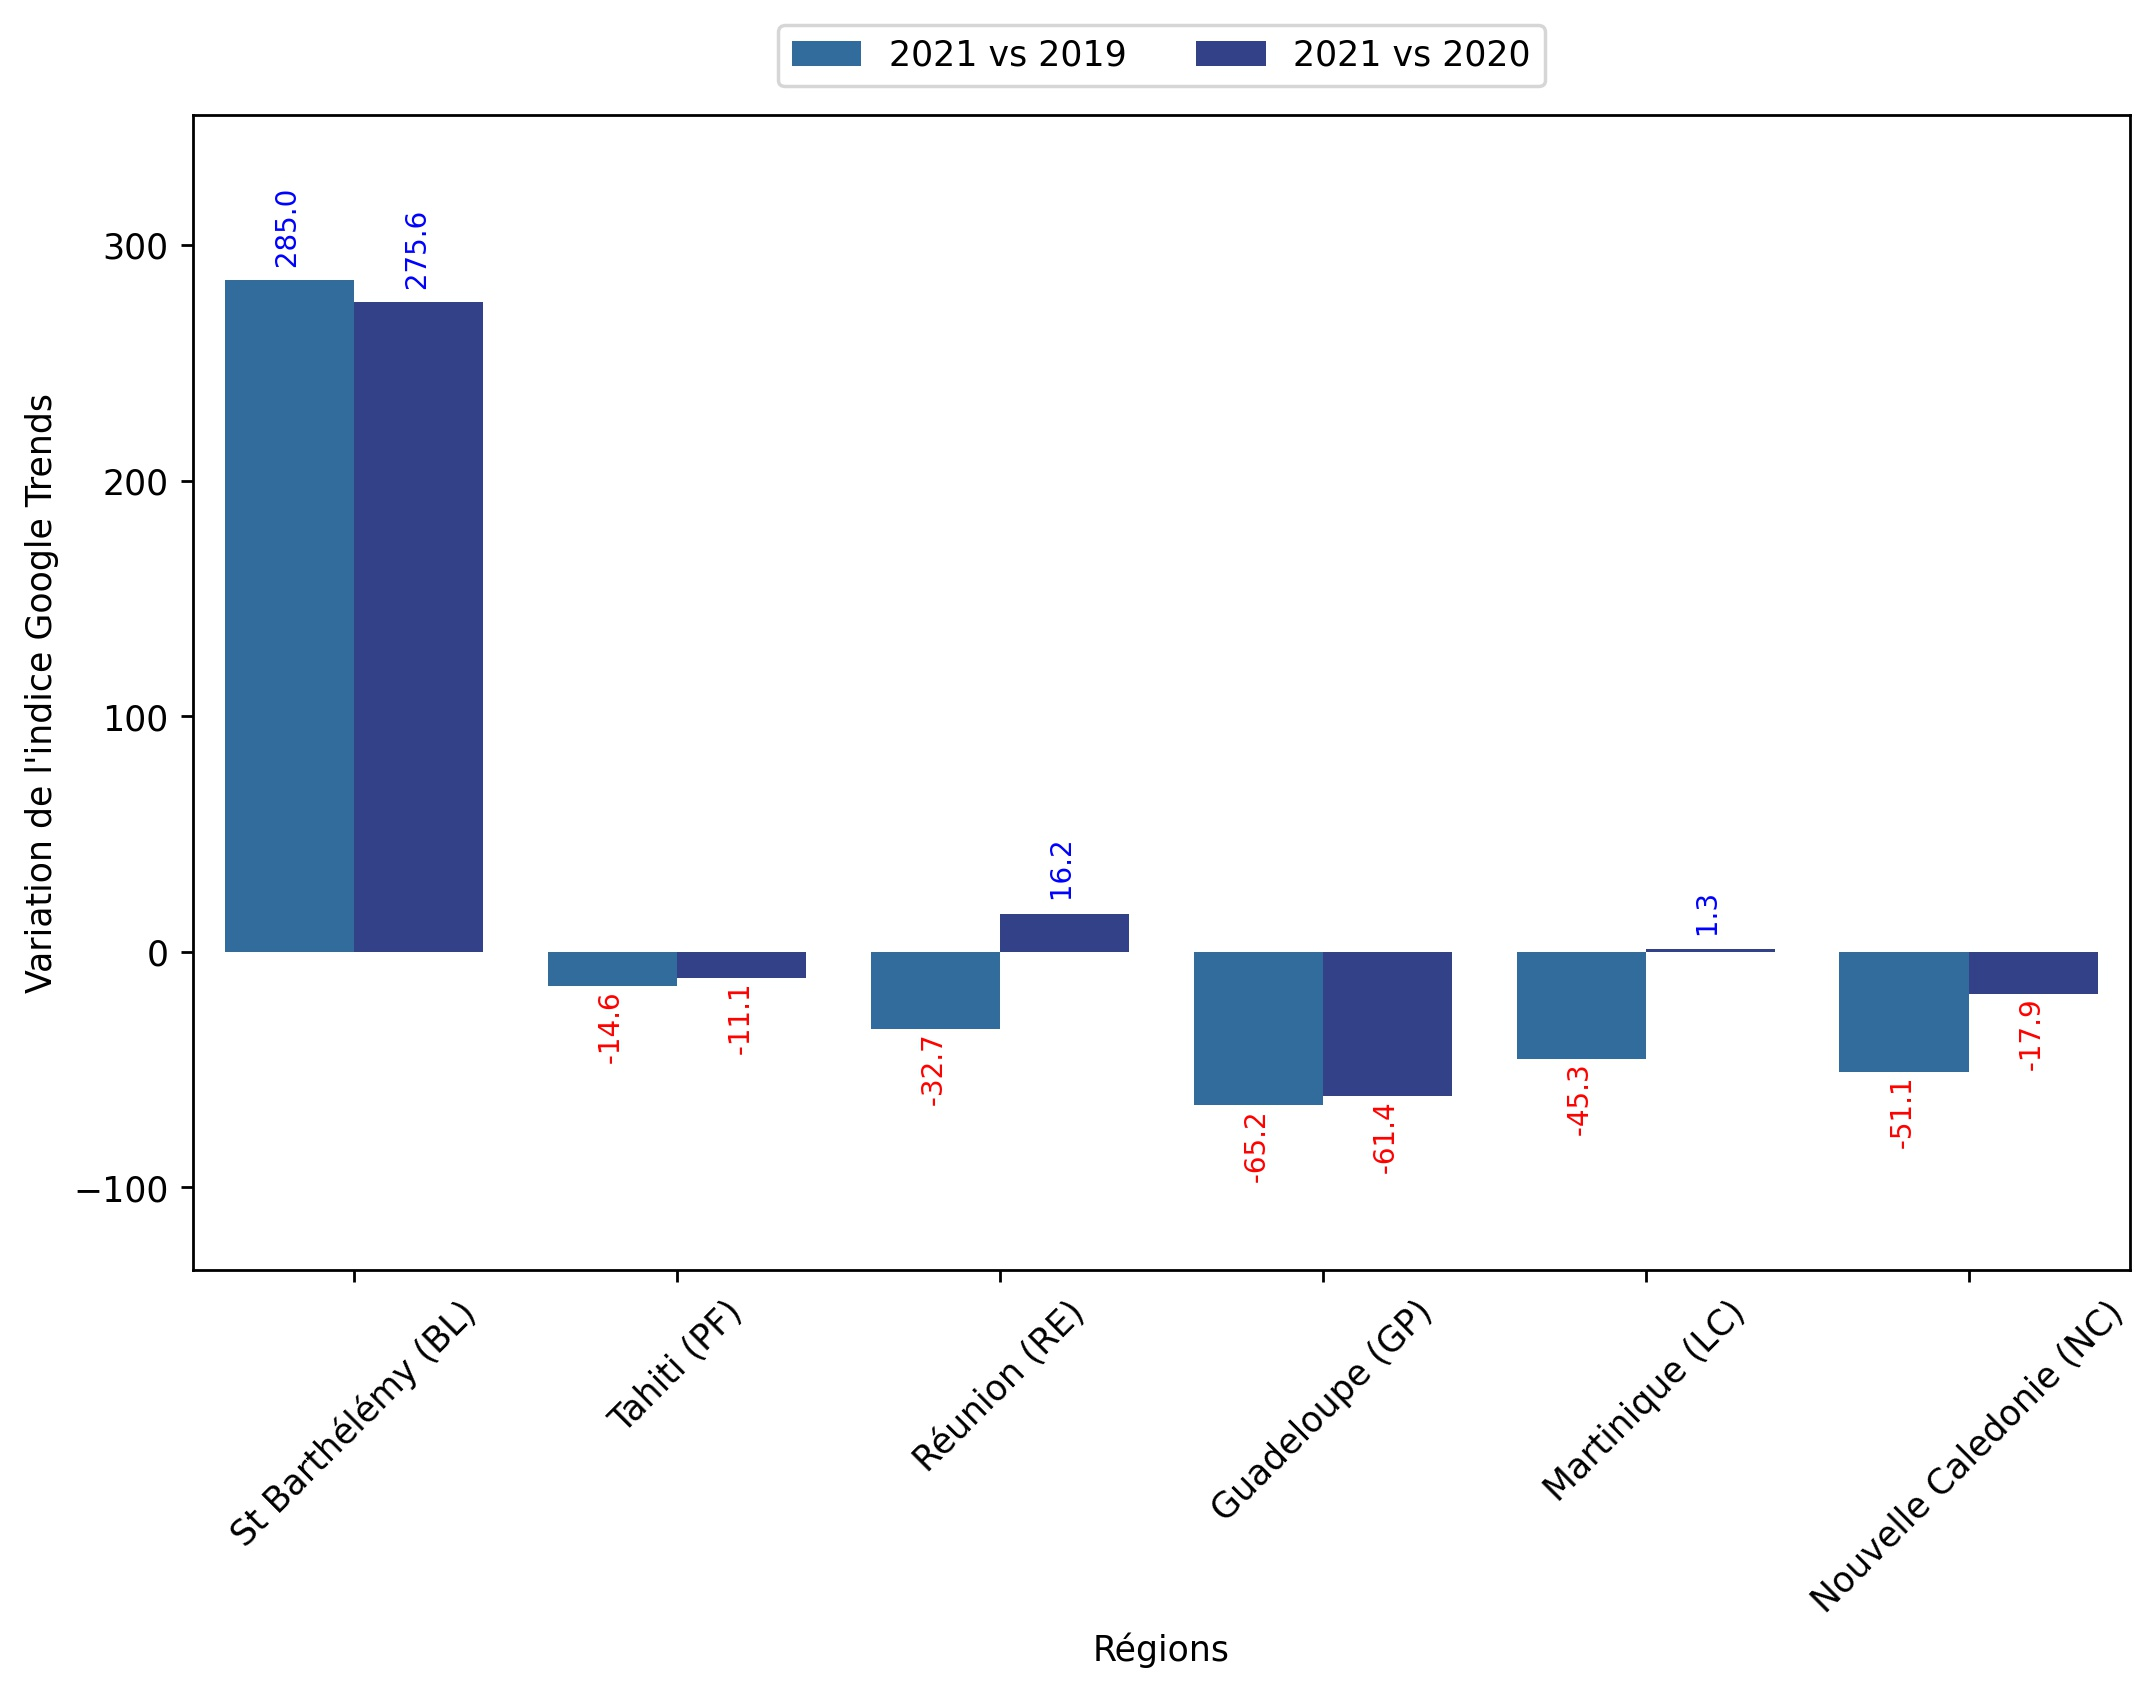 2021 vs 2019
2021 vs 2020
Variation de l'indice Google Trends
300
200
100
0
−100
285.0
275.6
-14.6
-11.1
-32.7
16.2
-65.2
-61.4
-45.3
1.3
-51.1
-17.9
St Barthélémy (BL)
Tahiti (PF)
Réunion (RE)
Guadeloupe (GP)
Martinique (LC)
Nouvelle Caledonie (NC)
Régions